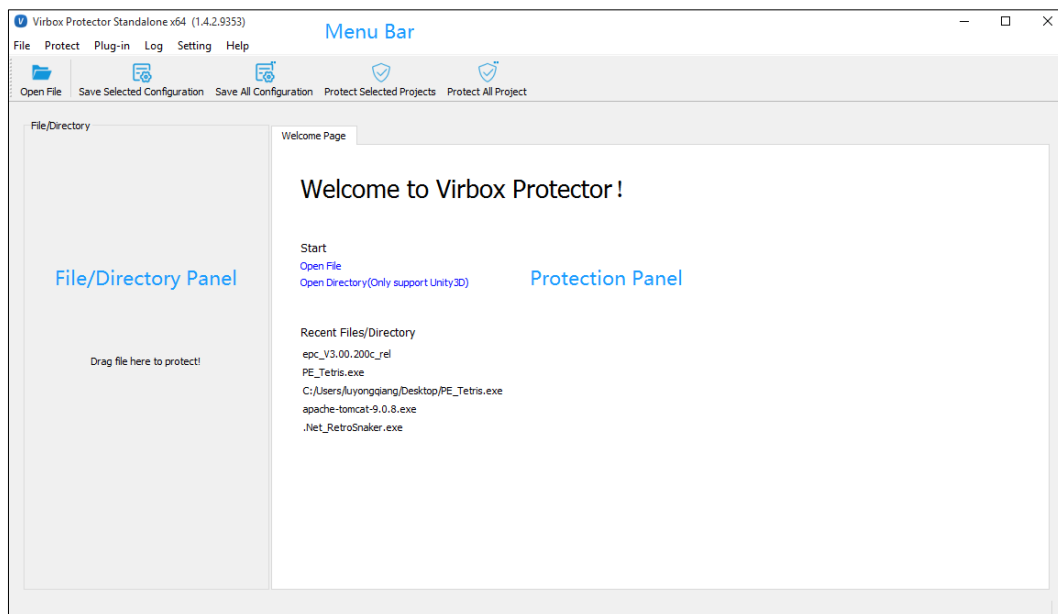 Virbox Protector Standalone x64 (1.4.2.9353)
Menu Bar
File Protect Plug-in Log Setting Help
Open File Save Selected Configuration Save All Configuration Protect Selected Projects Protect All Project
File/Directory
Welcome Page
Welcome to Virbox Protector!
Start
Open File
Open Directory(Only support Unity3D)
File/Directory Panel
Protection Panel
Recent Files/Directory
epc_V3.00.200c_rel
Drag file here to protect!
PE_Tetris.exe
C:/Users/luyongqiang/Desktop/PE_Tetris.exe
apache-tomcat-9.0.8.exe
.Net_RetroSnaker.exe